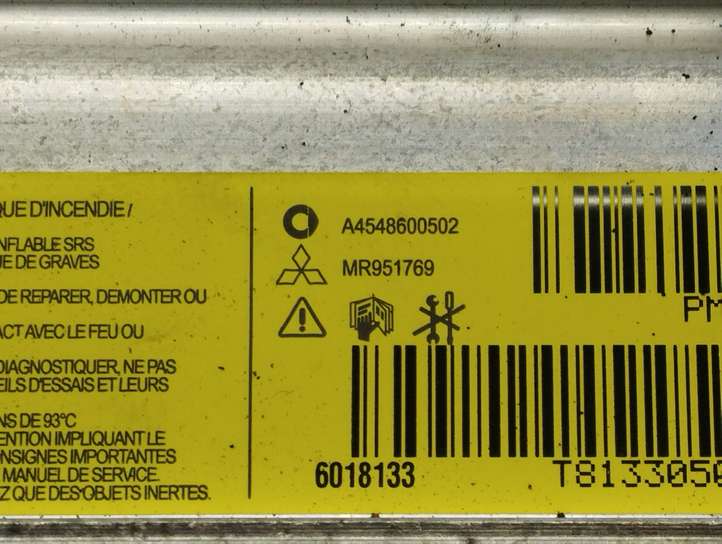 QUE D'INCENDIE /
NFLABLE SRS
UE DE GRAVES
DE REPARER, DEMONTER OU
ACT AVEC LE FEU OU
DIAGNOSTIQUER, NE PAS
EILS D'ESSAIS ET LEURS
NS DE 93°C
ENTION IMPLIQUANT LE
ONSIGNES IMPORTANTES
MANUEL DE SERVICE.
Z QUE DES OBJETS INERTES.
A4548600502
MR951769
PM
6018133
T8133050